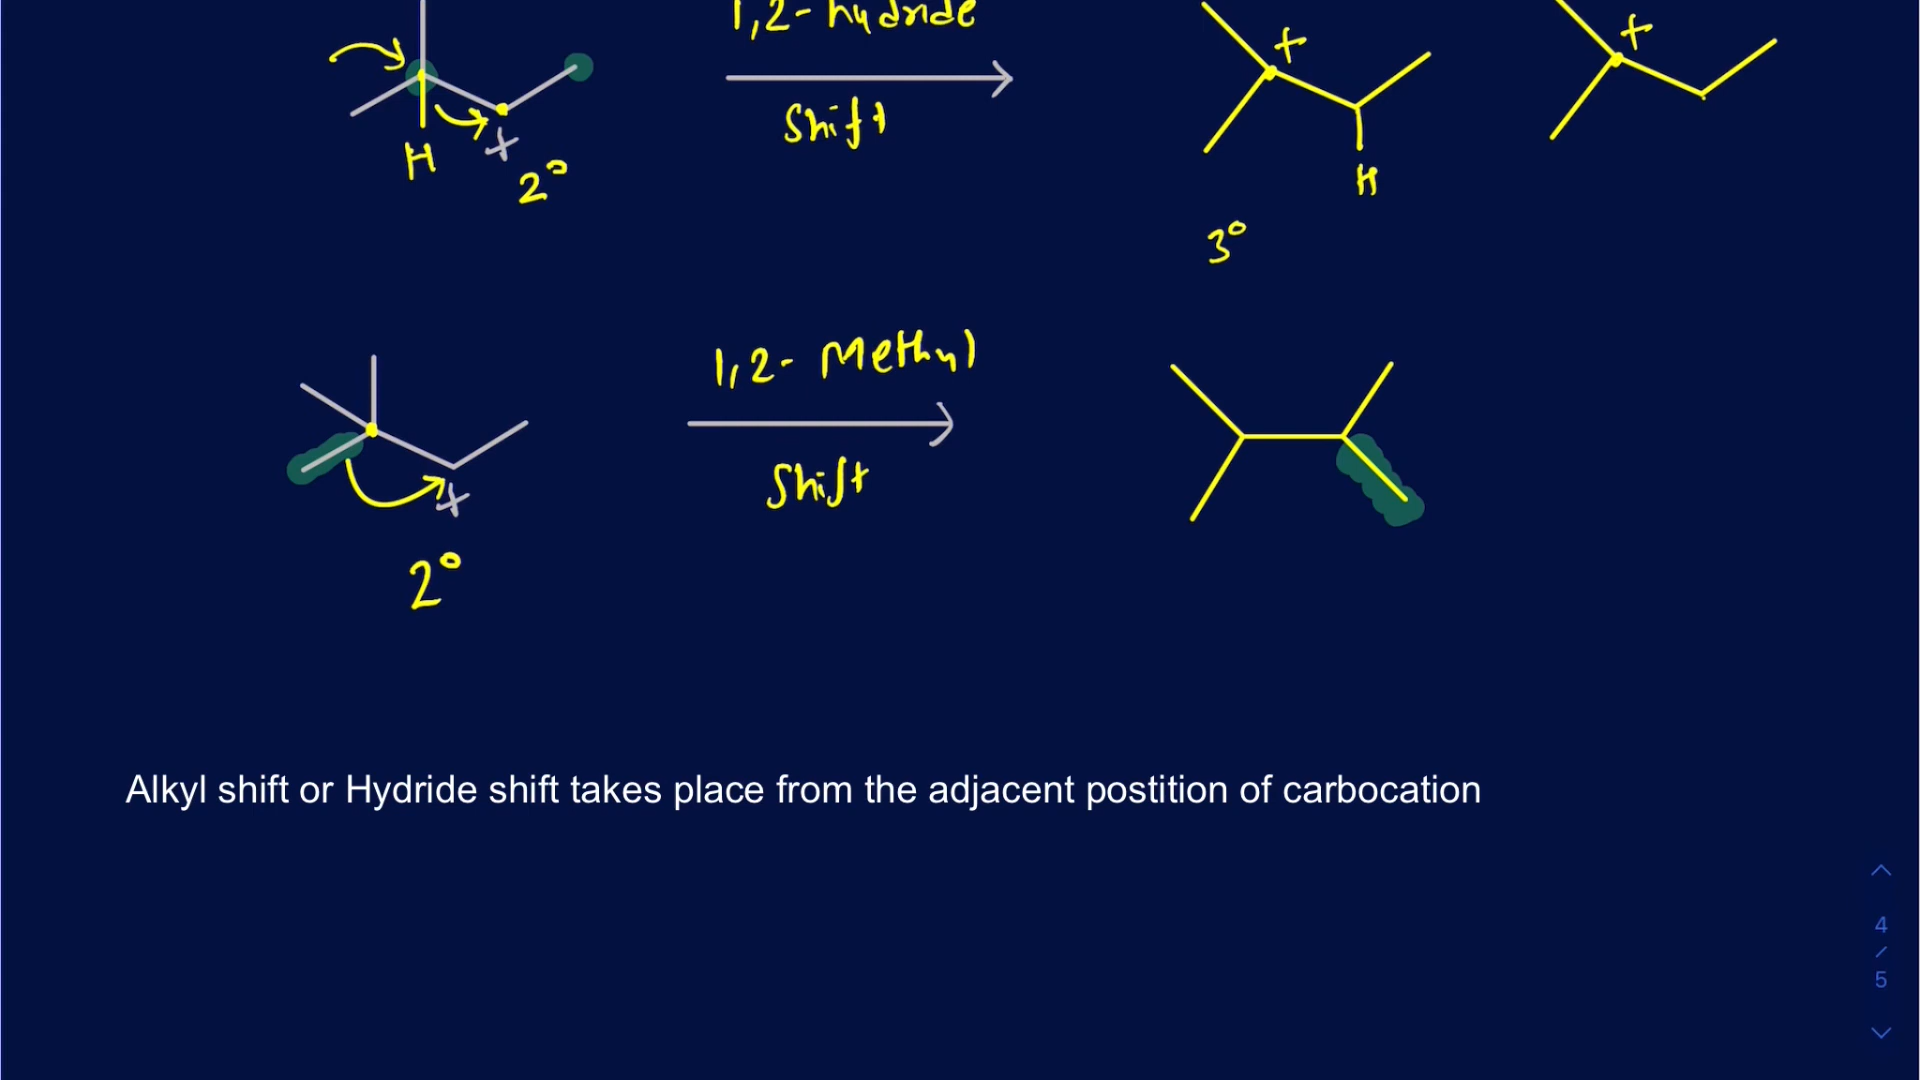 1,2- hydride
+
+
Shift
H
+
2°
H
3°
1,2- Methyl
Shift
+
2°
Alkyl shift or Hydride shift takes place from the adjacent postition of carbocation
4
/
5